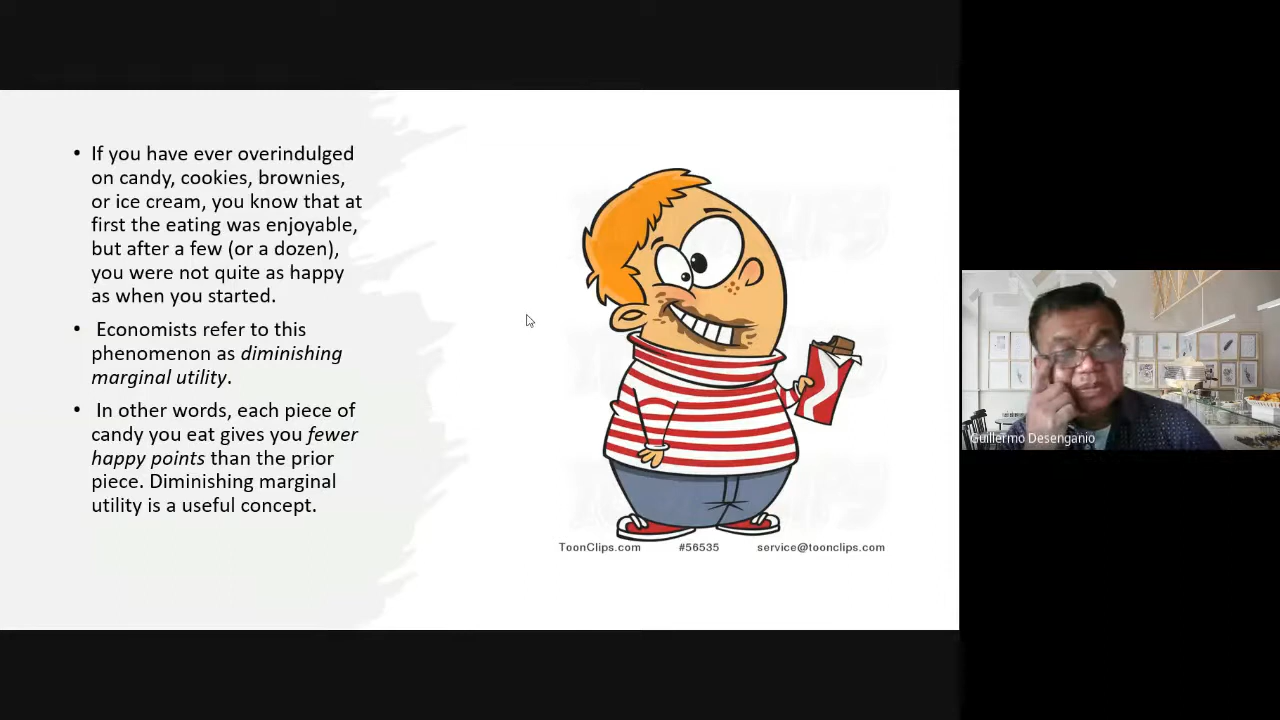 • If you have ever overindulged
on candy, cookies, brownies,
or ice cream, you know that at
first the eating was enjoyable,
but after a few (or a dozen),
you were not quite as happy
as when you started.
• Economists refer to this
phenomenon as diminishing
marginal utility.
• In other words, each piece of
candy you eat gives you fewer
happy points than the prior
piece. Diminishing marginal
utility is a useful concept.
ToonClips.com #56535 service@toonclips.com
Guillermo Desenganio